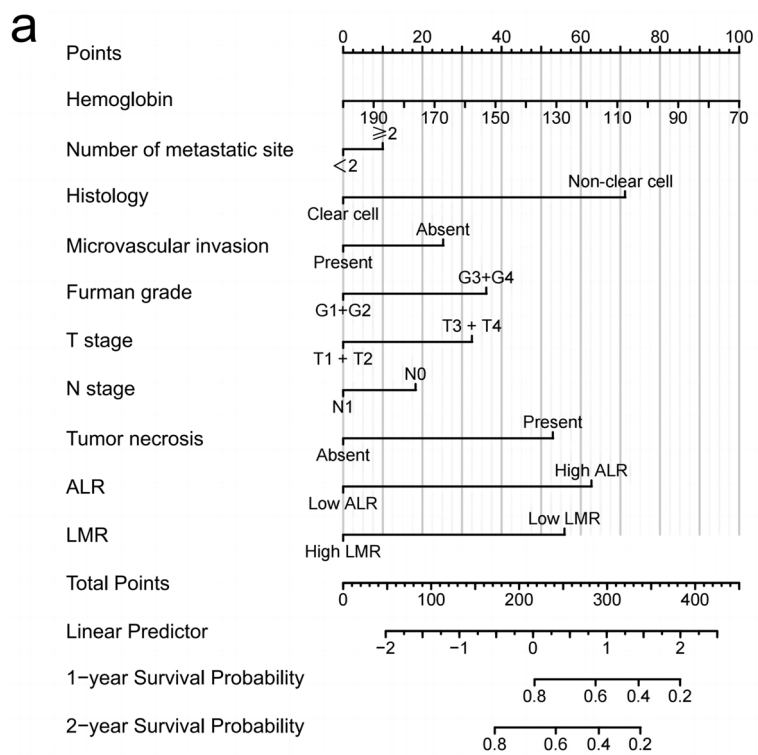 a
Points
0 20 40 60 80 100
Hemoglobin
190 170 150 130 110 90 70
Number of metastatic site
⩾2
<2
Histology
Non-clear cell
Clear cell
Microvascular invasion
Absent
Present
Furman grade
G3+G4
G1+G2
T stage
T3 + T4
T1 + T2
N stage
N0
N1
Tumor necrosis
Present
Absent
ALR
High ALR
Low ALR
LMR
Low LMR
High LMR
Total Points
0 100 200 300 400
Linear Predictor
−2 −1 0 1 2
1−year Survival Probability
0.8 0.6 0.4 0.2
2−year Survival Probability
0.8 0.6 0.4 0.2